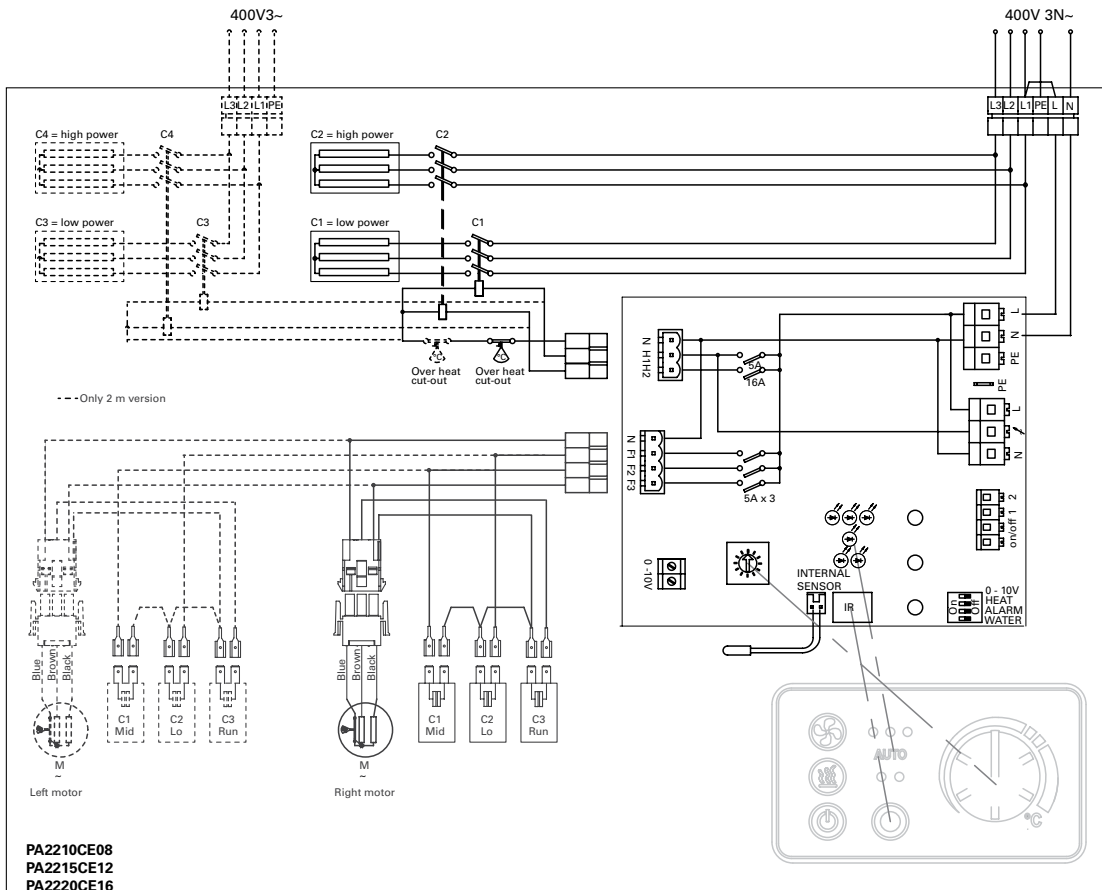 400V3~
400V 3N~
L3 L2 L1 PE
L3 L2 L1 PE L N
C4 = high power
C4
C2 = high power
C2
C3 = low power
C3
C1 = low power
C1
°C
°C
Over heat
cut-out
Over heat
cut-out
- - - Only 2 m version
N H1 H2
5A
16A
L
N
PE
PE
L
N
N F1 F2 F3
5A x 3
on/off 1 2
0 - 10V
INTERNAL
SENSOR
IR
On
Off
0 - 10V
HEAT
ALARM
WATER
Blue
Brown
Black
C1
Mid
C2
Lo
C3
Run
M
~
Left motor
Blue
Brown
Black
C1
Mid
C2
Lo
C3
Run
M
~
Right motor
AUTO
°C
PA2210CE08
PA2215CE12
PA2220CE16